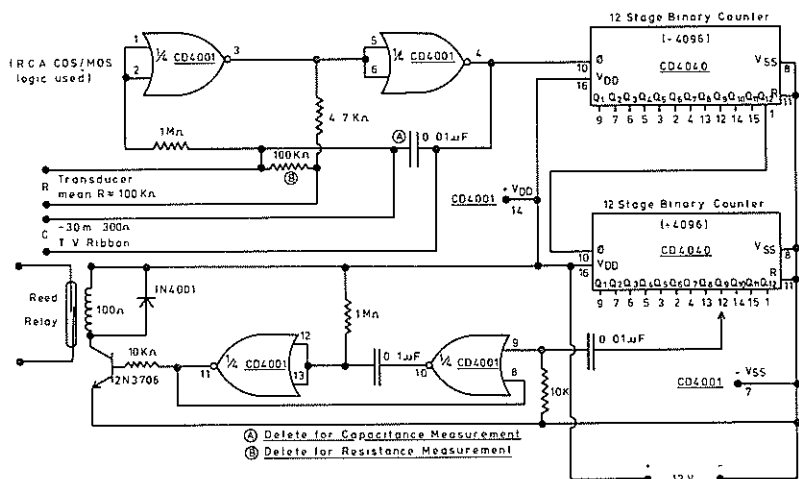 12 Stage Binary Counter
[÷4096]
CD4040
Ø
VDD
VSS
R
10
16
8
11
Q1 Q2 Q3 Q4 Q5 Q6 Q7 Q8 Q9 Q10 Q11 Q12
9 7 6 5 3 2 4 13 12 14 15 1
(RCA COS/MOS
logic used)
1
2
¼ CD4001
3
5
6
¼ CD4001
4
4 7KΩ
1MΩ
Ⓐ 0 01µF
100KΩ
Ⓑ
R Transducer
mean R≈100KΩ
C ~30m 300Ω
T V Ribbon
+ VDD
CD4001
14
12 Stage Binary Counter
[÷4096]
CD4040
Ø
VDD
VSS
R
10
16
8
11
Q1 Q2 Q3 Q4 Q5 Q6 Q7 Q8 Q9 Q10 Q11 Q12
9 7 6 5 3 2 4 13 12 14 15 1
Reed
Relay
100Ω
1N4001
1MΩ
10KΩ
2N3706
11
¼ CD4001
12
13
0 1µF
10
¼ CD4001
9
8
10K
0 01µF
- VSS
CD4001
7
Ⓐ Delete for Capacitance Measurement
Ⓑ Delete for Resistance Measurement
+ -
12V